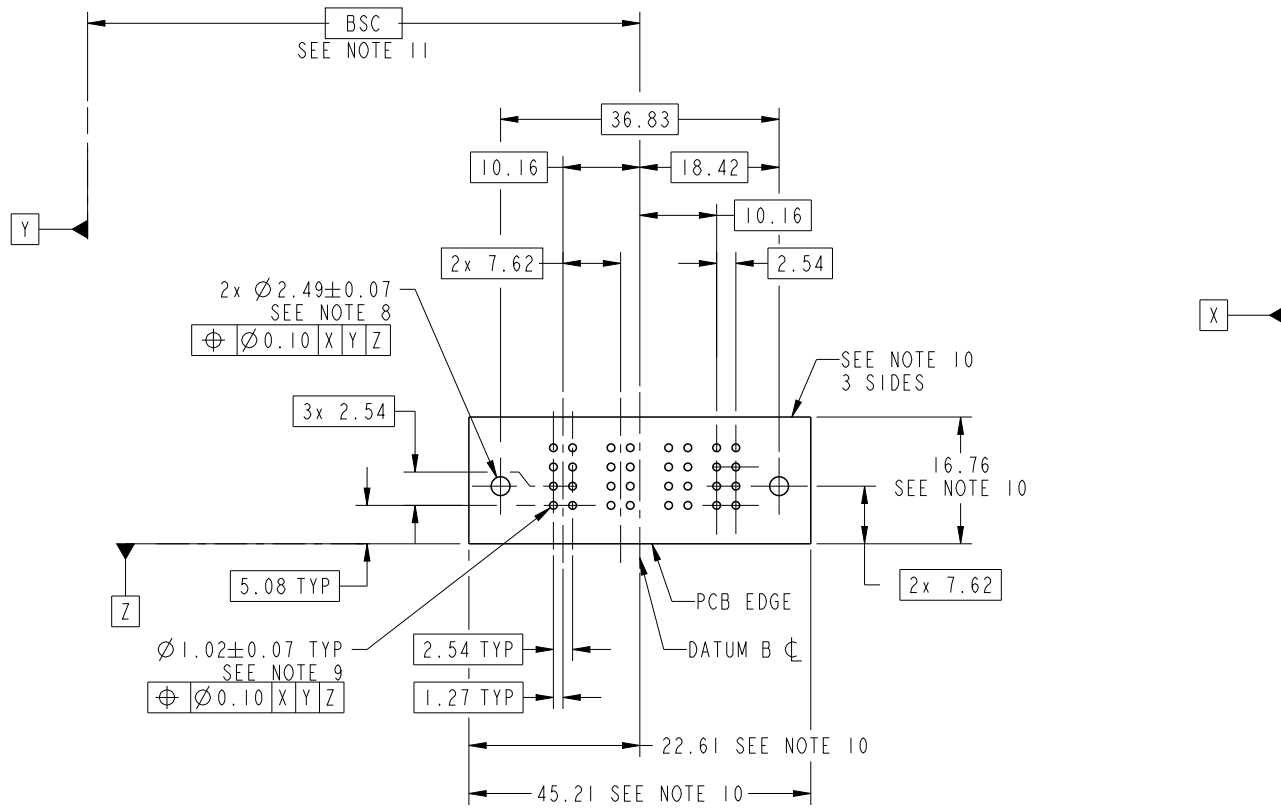 BSC
SEE NOTE 11
36.83
10.16
18.42
10.16
Y
2x 7.62
2.54
2x Ø2.49±0.07
SEE NOTE 8
⌖ Ø0.10 X Y Z
X
SEE NOTE 10
3 SIDES
3x 2.54
16.76
SEE NOTE 10
5.08 TYP
2x 7.62
Z
PCB EDGE
Ø1.02±0.07 TYP
SEE NOTE 9
⌖ Ø0.10 X Y Z
2.54 TYP
DATUM B ℄
1.27 TYP
22.61 SEE NOTE 10
45.21 SEE NOTE 10